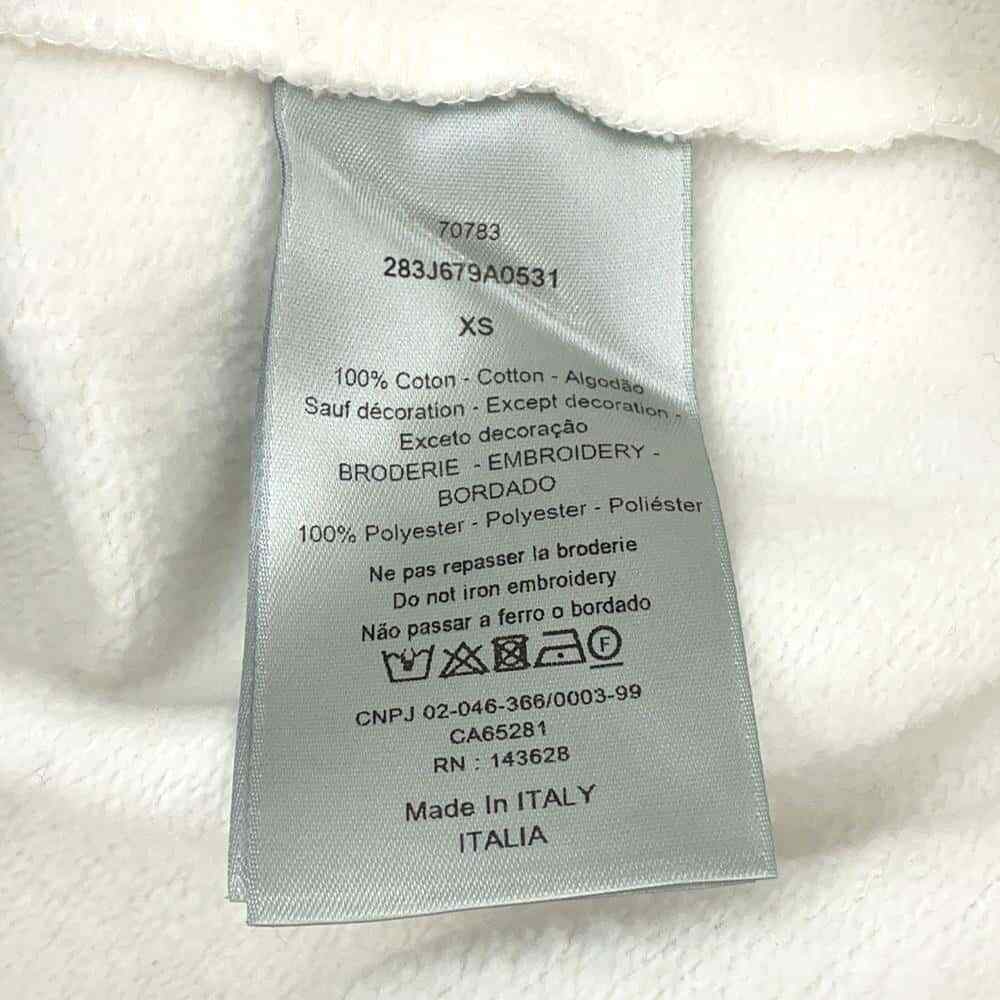 70783
283J679A0531
XS
100% Coton - Cotton - Algodão
Sauf décoration - Except decoration -
Exceto decoração
BRODERIE - EMBROIDERY -
BORDADO
100% Polyester - Polyester - Poliéster
Ne pas repasser la broderie
Do not iron embroidery
Não passar a ferro o bordado
F
CNPJ 02-046-366/0003-99
CA65281
RN : 143628
Made In ITALY
ITALIA